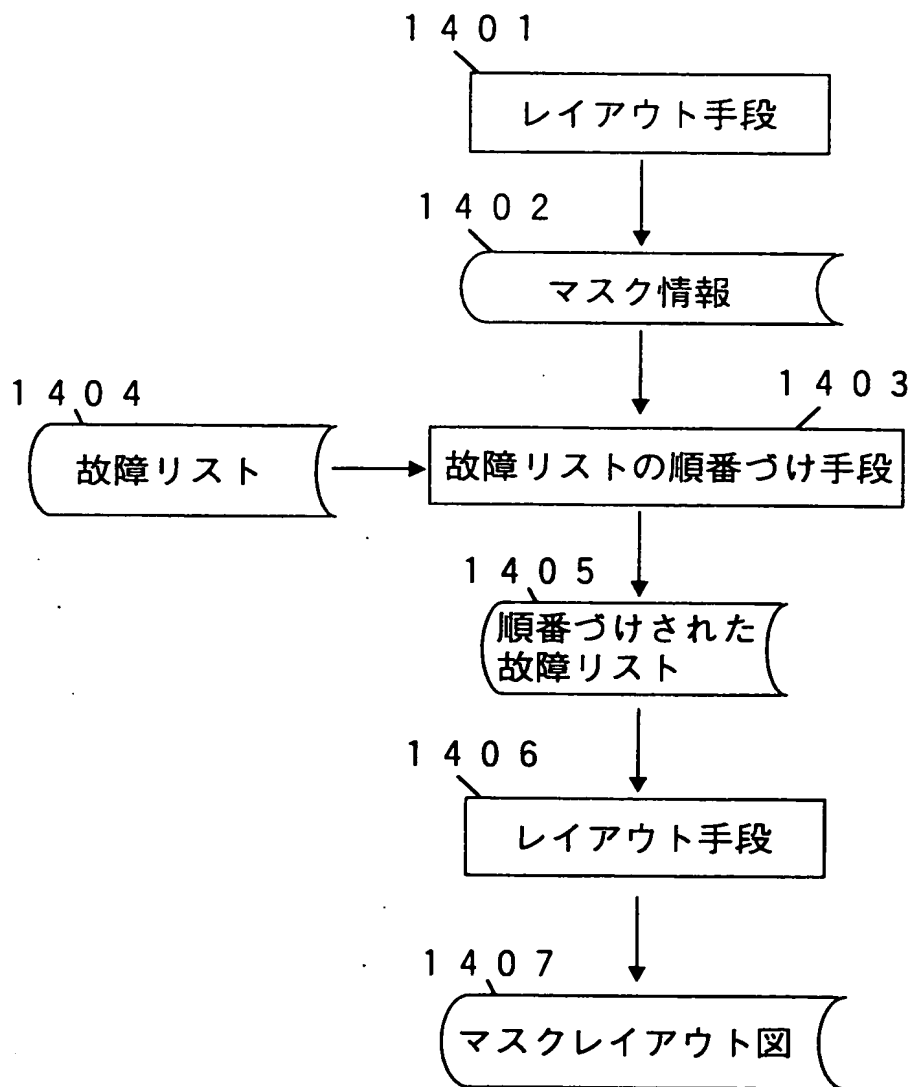 1401
レイアウト手段
1402
マスク情報
1404
1403
故障リスト
故障リストの順番づけ手段
1405
順番づけされた
故障リスト
1406
レイアウト手段
1407
マスクレイアウト図